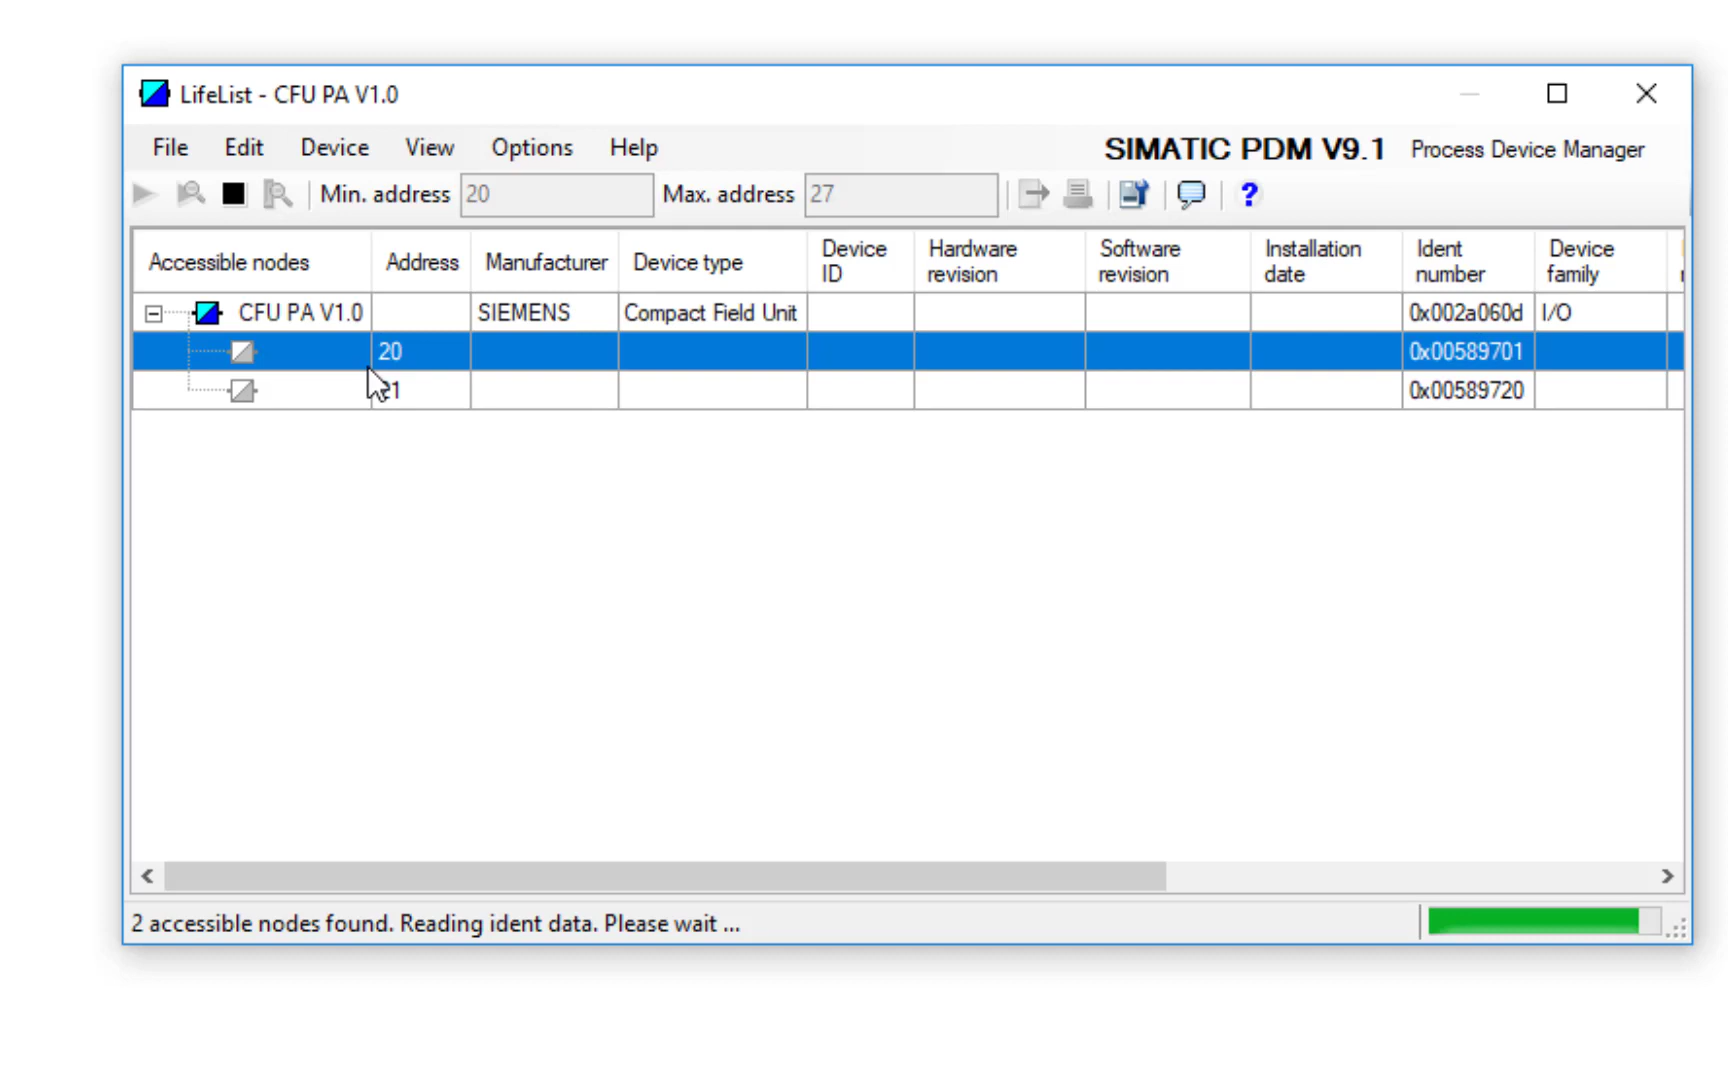 LifeList - CFU PA V1.0
File Edit Device View Options Help SIMATIC PDM V9.1 Process Device Manager
Min. address 20 Max. address 27 ?
Accessible nodes Address Manufacturer Device type Device ID Hardware revision Software revision Installation date Ident number Device family
CFU PA V1.0 SIEMENS Compact Field Unit 0x002a060d I/O
20 0x00589701
21 0x00589720
2 accessible nodes found. Reading ident data. Please wait ...